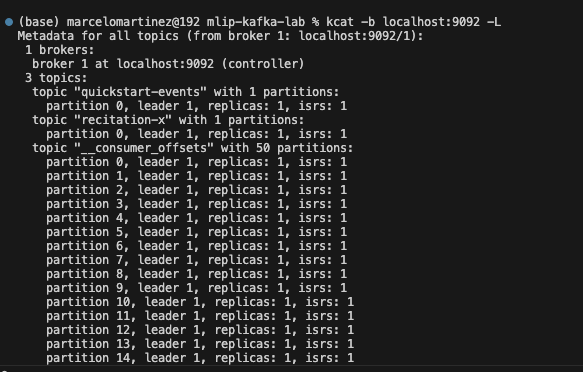 (base) marcelomartinez@192 mlip-kafka-lab % kcat -b localhost:9092 -L
Metadata for all topics (from broker 1: localhost:9092/1):
1 brokers:
broker 1 at localhost:9092 (controller)
3 topics:
topic "quickstart-events" with 1 partitions:
partition 0, leader 1, replicas: 1, isrs: 1
topic "recitation-x" with 1 partitions:
partition 0, leader 1, replicas: 1, isrs: 1
topic "__consumer_offsets" with 50 partitions:
partition 0, leader 1, replicas: 1, isrs: 1
partition 1, leader 1, replicas: 1, isrs: 1
partition 2, leader 1, replicas: 1, isrs: 1
partition 3, leader 1, replicas: 1, isrs: 1
partition 4, leader 1, replicas: 1, isrs: 1
partition 5, leader 1, replicas: 1, isrs: 1
partition 6, leader 1, replicas: 1, isrs: 1
partition 7, leader 1, replicas: 1, isrs: 1
partition 8, leader 1, replicas: 1, isrs: 1
partition 9, leader 1, replicas: 1, isrs: 1
partition 10, leader 1, replicas: 1, isrs: 1
partition 11, leader 1, replicas: 1, isrs: 1
partition 12, leader 1, replicas: 1, isrs: 1
partition 13, leader 1, replicas: 1, isrs: 1
partition 14, leader 1, replicas: 1, isrs: 1